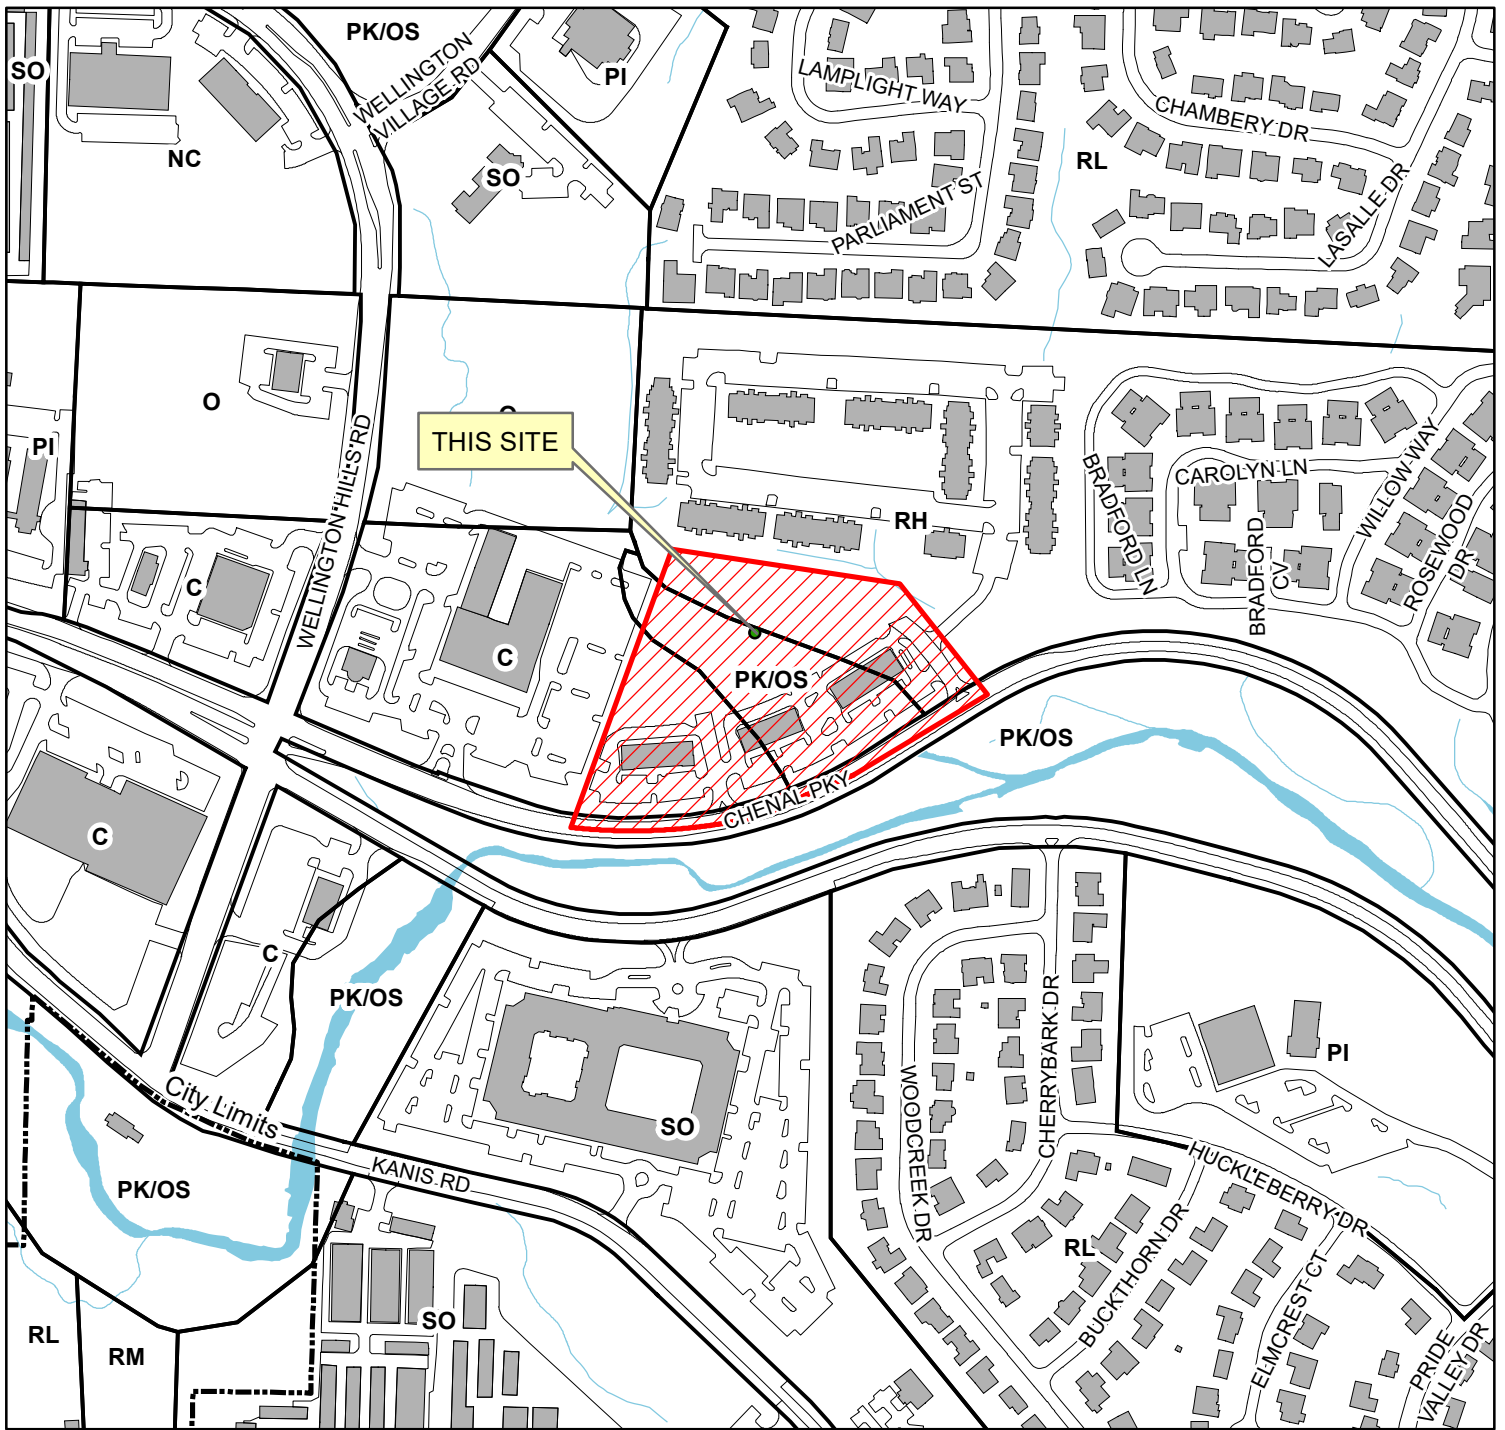 PK/OS
SO
WELLINGTON
VILLAGE RD
PI
LAMPLIGHT WAY
CHAMBERY DR
NC
SO
RL
PARLIAMENT ST
LASALLE DR
O
THIS SITE
PI
WELLINGTON HILLS RD
RH
BRADFORD LN
CAROLYN LN
WILLOW WAY
BRADFORD
CV
ROSEWOOD
DR
C
C
PK/OS
PK/OS
CHENAL PKY
C
C
PK/OS
CHERRYBARK DR
WOODCREEK DR
PI
City Limits
SO
KANIS RD
HUCKLEBERRY DR
PK/OS
RL
BUCKTHORN DR
ELMCREST CT
SO
RL
RM
PRIDE
VALLEY DR